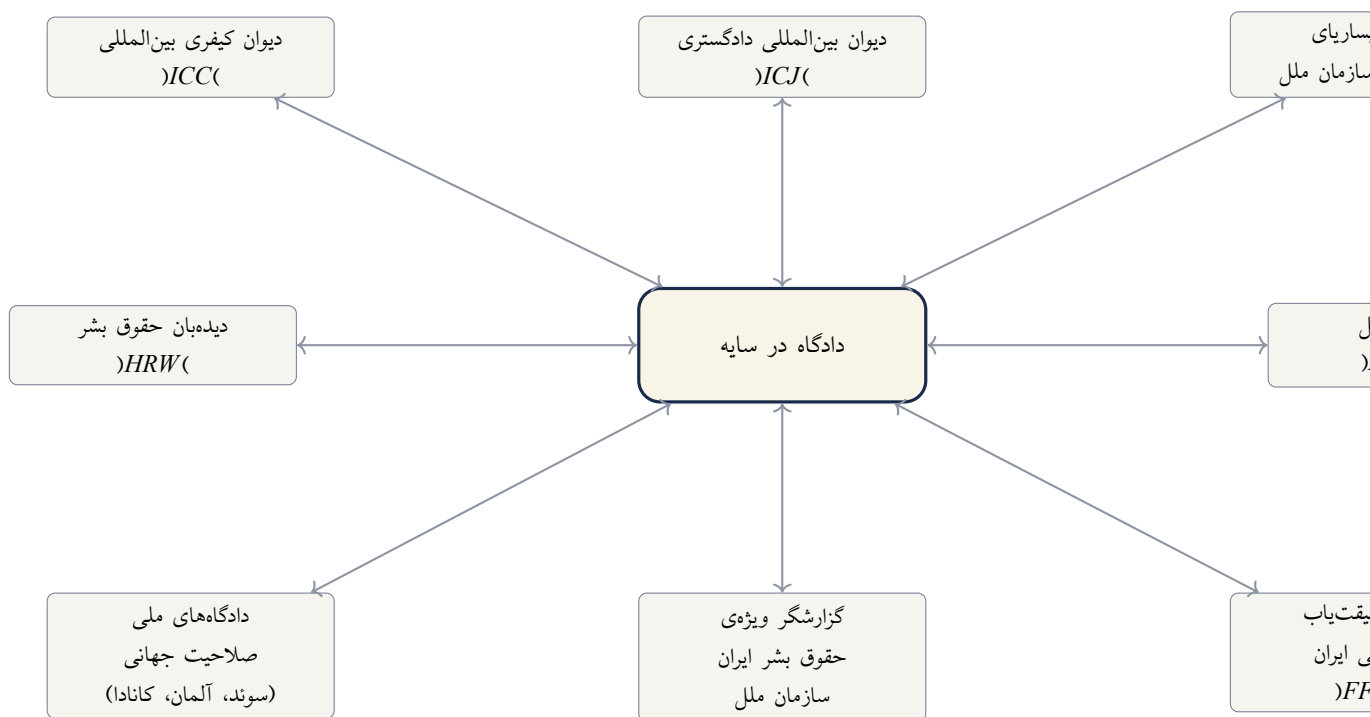 سازمان ملل
دیوان بین‌المللی دادگستری
)ICJ(
دیوان کیفری بین‌المللی
)ICC(
دادگاه در سایه
دیده‌بان حقوق بشر
)HRW(
ایران
گزارشگر ویژه‌ی
حقوق بشر ایران
سازمان ملل
دادگاه‌های ملی
صلاحیت جهانی
(سوئد، آلمان، کانادا)